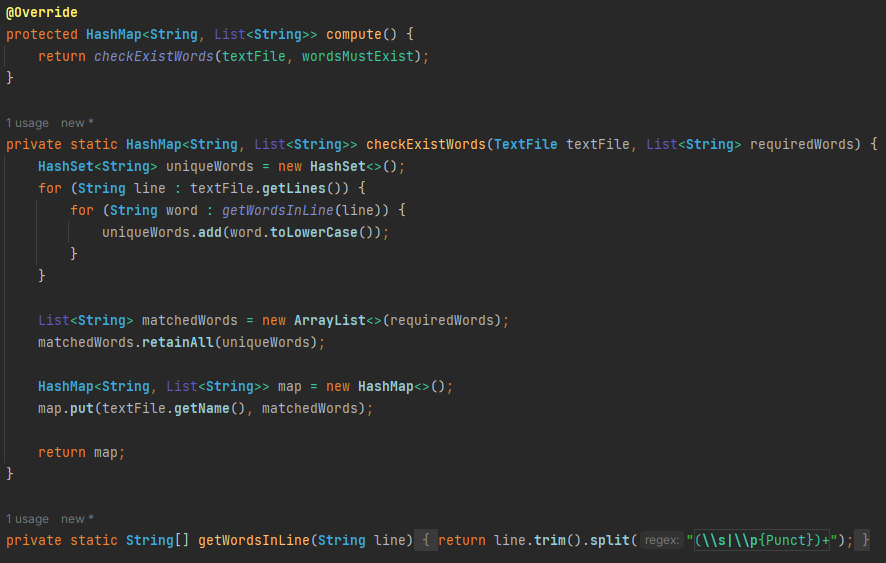 @Override
protected HashMap<String, List<String>> compute() {
return checkExistWords(textFile, wordsMustExist);
}
1 usage new *
private static HashMap<String, List<String>> checkExistWords(TextFile textFile, List<String> requiredWords) {
HashSet<String> uniqueWords = new HashSet<>();
for (String line : textFile.getLines()) {
for (String word : getWordsInLine(line)) {
uniqueWords.add(word.toLowerCase());
}
}
List<String> matchedWords = new ArrayList<>(requiredWords);
matchedWords.retainAll(uniqueWords);
HashMap<String, List<String>> map = new HashMap<>();
map.put(textFile.getName(), matchedWords);
return map;
}
1 usage new *
private static String[] getWordsInLine(String line) { return line.trim().split( regex: "(\\s|\\p{Punct})+"); }